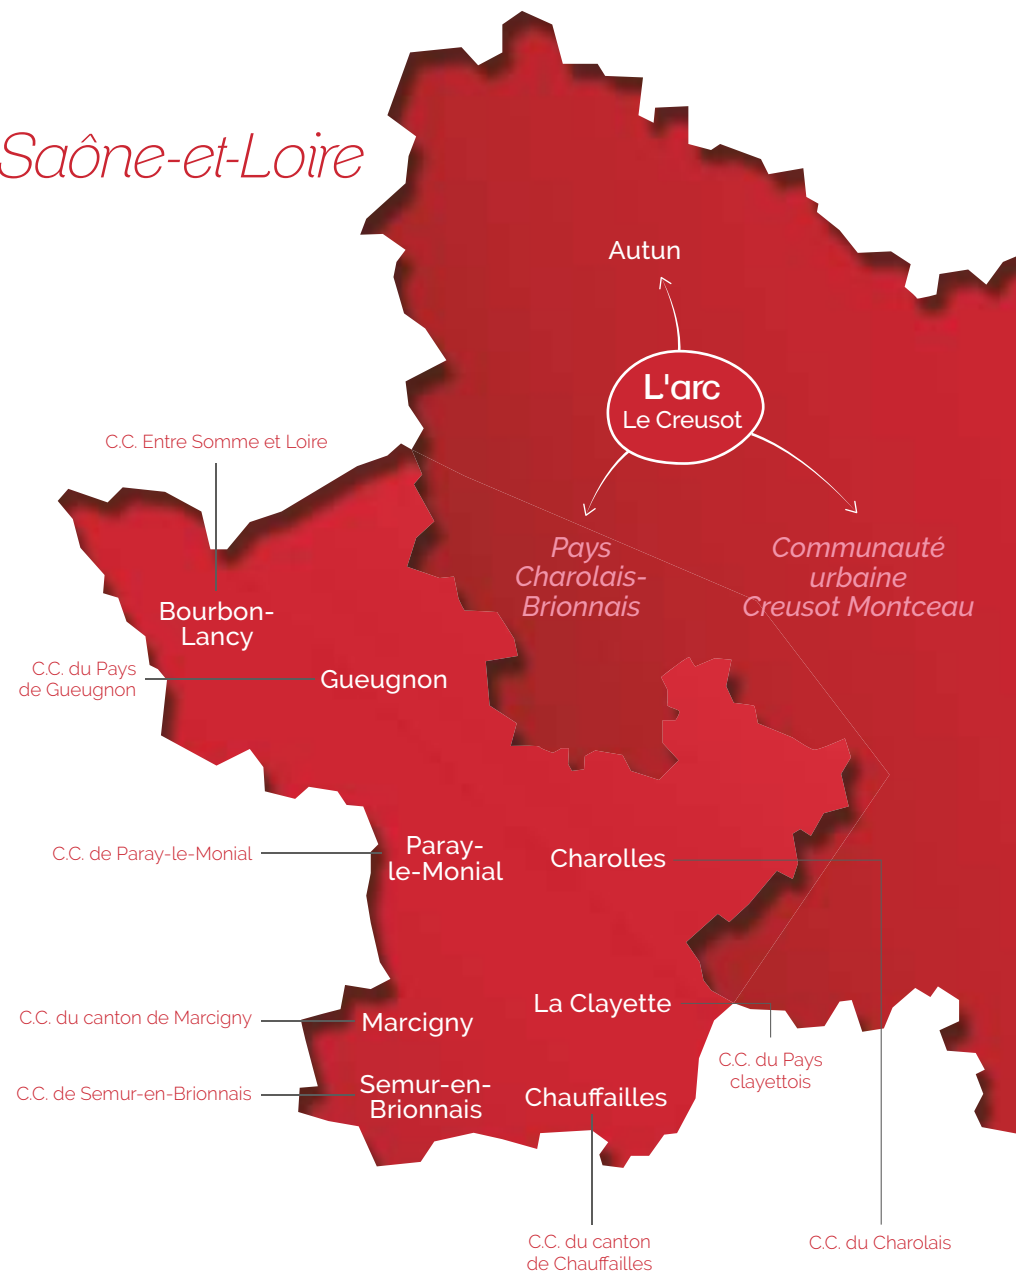 Saône-et-Loire
Autun
L'arc
Le Creusot
C.C. Entre Somme et Loire
Pays
Charolais-
Brionnais
Communauté
urbaine
Creusot Montceau
Bourbon-
Lancy
C.C. du Pays
de Gueugnon
Gueugnon
C.C. de Paray-le-Monial
Paray-
le-Monial
Charolles
La Clayette
C.C. du canton de Marcigny
Marcigny
C.C. du Pays
clayettois
C.C. de Semur-en-Brionnais
Semur-en-
Brionnais
Chauffailles
C.C. du canton
de Chauffailles
C.C. du Charolais